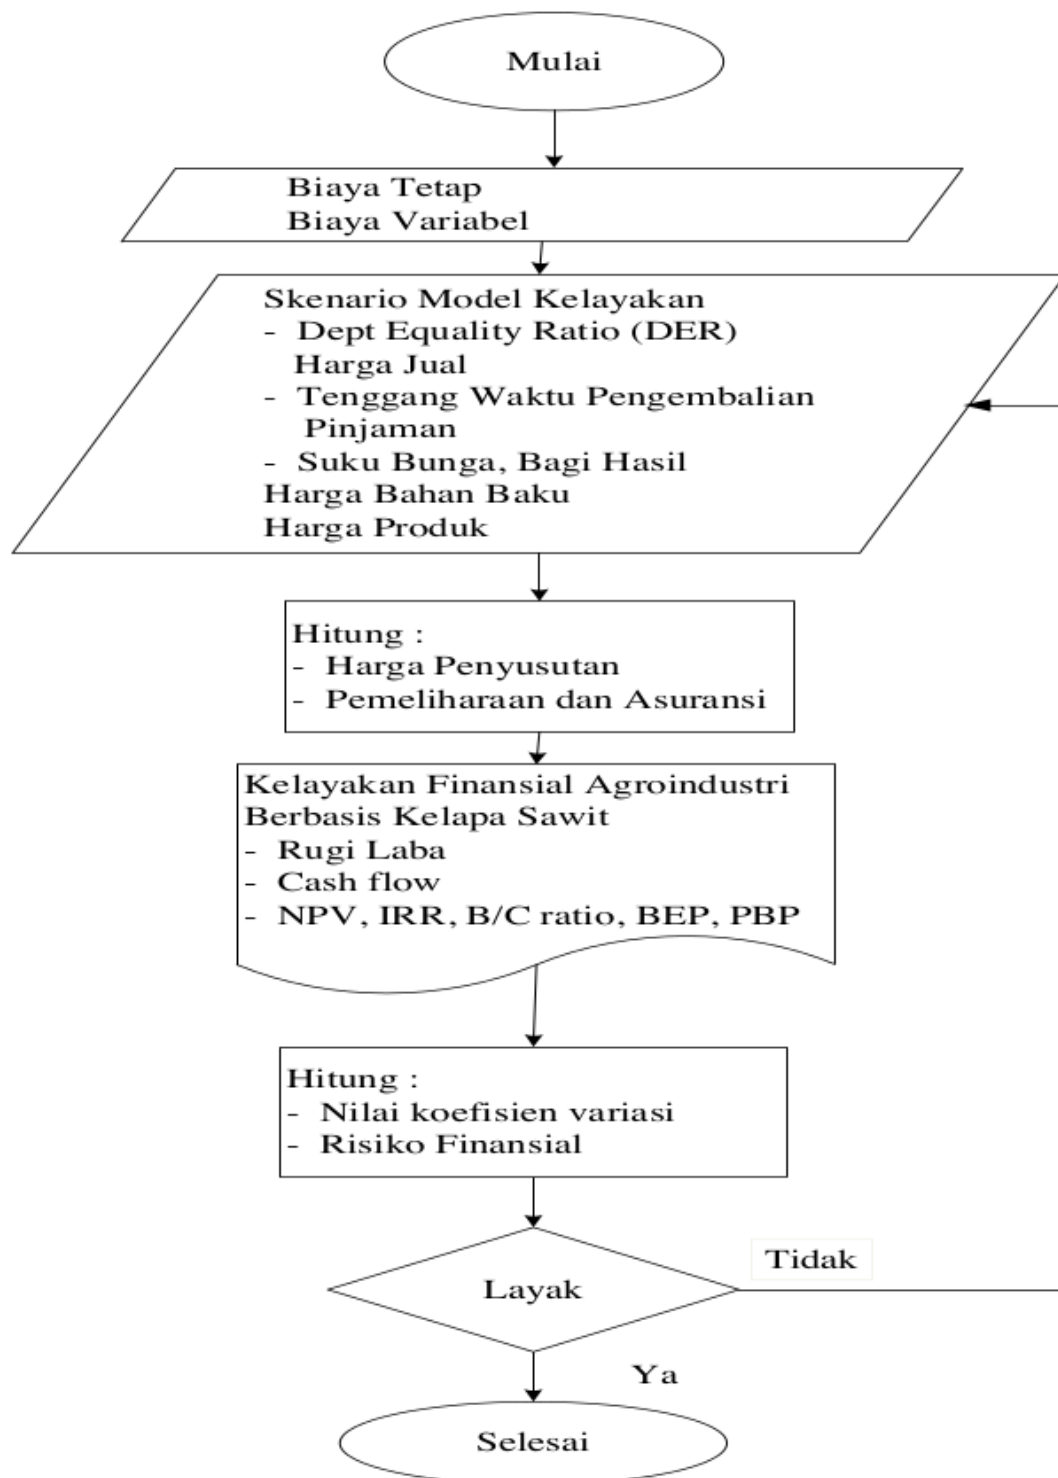 Mulai
Biaya Tetap
Biaya Variabel
Skenario Model Kelayakan
- Dept Equality Ratio (DER)
Harga Jual
- Tenggang Waktu Pengembalian
Pinjaman
- Suku Bunga, Bagi Hasil
Harga Bahan Baku
Harga Produk
Hitung :
- Harga Penyusutan
- Pemeliharaan dan Asuransi
Kelayakan Finansial Agroindustri
Berbasis Kelapa Sawit
- Rugi Laba
- Cash flow
- NPV, IRR, B/C ratio, BEP, PBP
Hitung :
- Nilai koefisien variasi
- Risiko Finansial
Tidak
Layak
Ya
Selesai